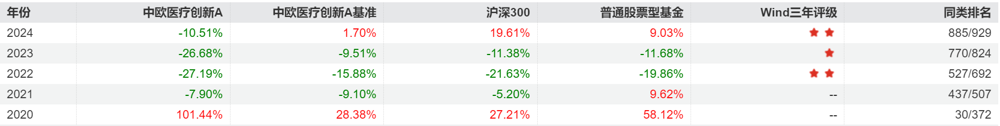 年份 中欧医疗创新A 中欧医疗创新A基准 沪深300 普通股票型基金 Wind三年评级 同类排名
2024 -10.51% 1.70% 19.61% 9.03% 885/929
2023 -26.68% -9.51% -11.38% -11.68% 770/824
2022 -27.19% -15.88% -21.63% -19.86% 527/692
2021 -7.90% -9.10% -5.20% 9.62% -- 437/507
2020 101.44% 28.38% 27.21% 58.12% -- 30/372